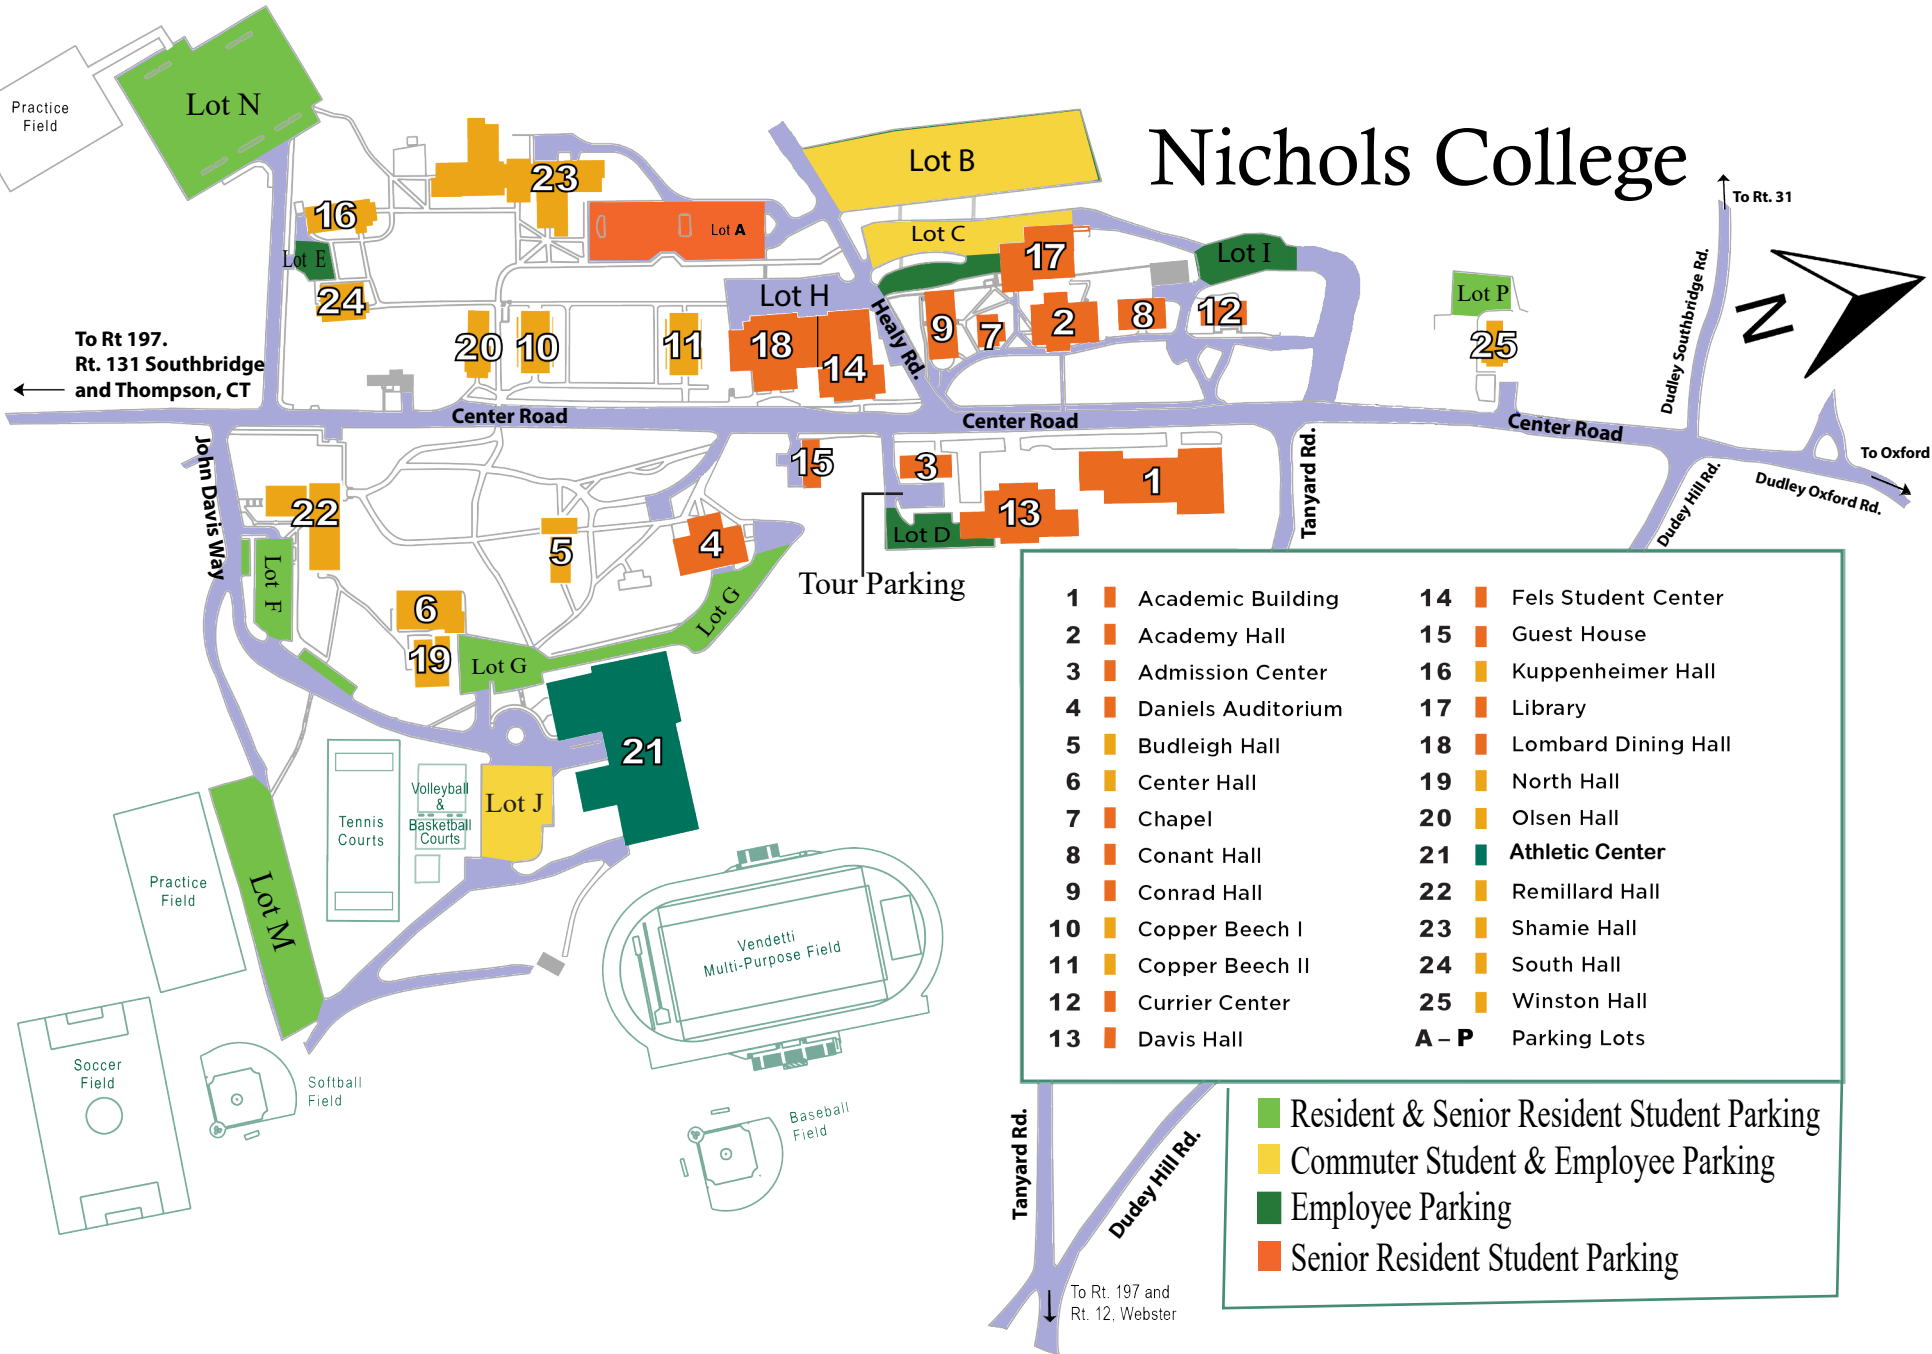 Nichols College
Practice
Field
Lot N
Lot B
To Rt. 31
23
16
Lot A
Lot C
17
Lot I
Lot E
24
Lot H
Lot P
Healy Rd.
9
7
2
8
12
Dudley Southbridge Rd.
N
To Rt 197.
Rt. 131 Southbridge
and Thompson, CT
20
10
11
18
14
25
Center Road
Center Road
Center Road
John Davis Way
15
3
1
Tanyard Rd.
To Oxford
Dudley Oxford Rd.
Dudey Hill Rd.
22
5
4
13
Lot D
Tour Parking
Lot F
6
19
Lot G
Lot G
21
Lot J
Volleyball
&
Basketball
Courts
Tennis
Courts
Practice
Field
Lot M
Vendetti
Multi-Purpose Field
Soccer
Field
Softball
Field
Baseball
Field
1 Academic Building
2 Academy Hall
3 Admission Center
4 Daniels Auditorium
5 Budleigh Hall
6 Center Hall
7 Chapel
8 Conant Hall
9 Conrad Hall
10 Copper Beech I
11 Copper Beech II
12 Currier Center
13 Davis Hall
14 Fels Student Center
15 Guest House
16 Kuppenheimer Hall
17 Library
18 Lombard Dining Hall
19 North Hall
20 Olsen Hall
21 Athletic Center
22 Remillard Hall
23 Shamie Hall
24 South Hall
25 Winston Hall
A – P Parking Lots
Resident & Senior Resident Student Parking
Commuter Student & Employee Parking
Employee Parking
Senior Resident Student Parking
Tanyard Rd.
Dudey Hill Rd.
To Rt. 197 and
Rt. 12, Webster